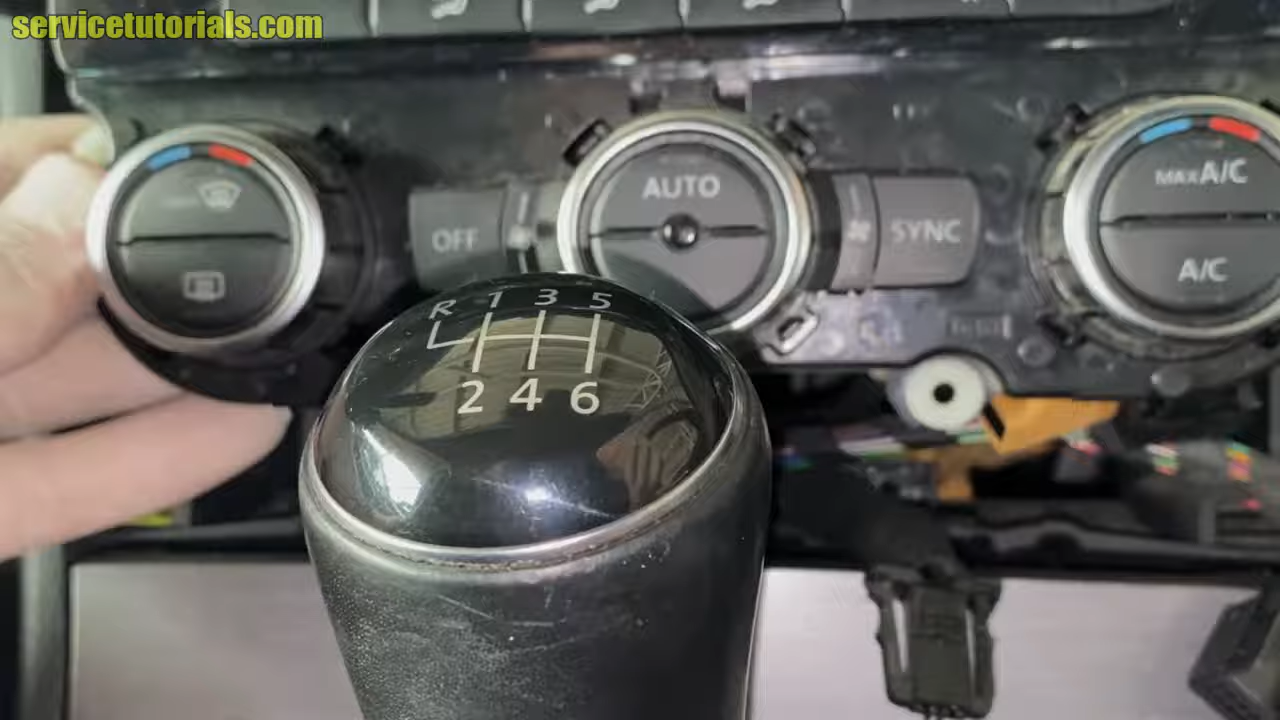 servicetutorials.com
AUTO
OFF
SYNC
MAX A/C
A/C
R 1 3 5
2 4 6